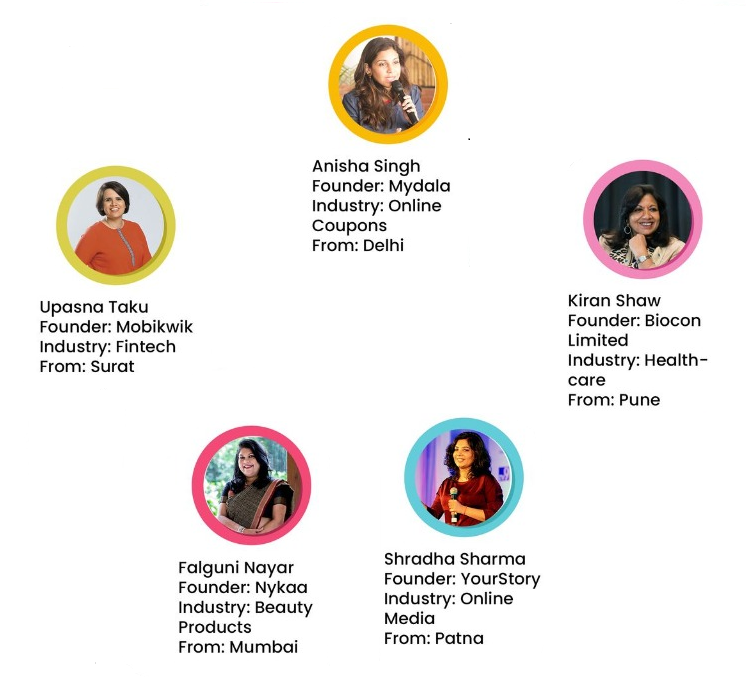 Anisha Singh
Founder: Mydala
Industry: Online
Coupons
From: Delhi
Upasna Taku
Founder: Mobikwik
Industry: Fintech
From: Surat
Kiran Shaw
Founder: Biocon
Limited
Industry: Health-
care
From: Pune
Falguni Nayar
Founder: Nykaa
Industry: Beauty
Products
From: Mumbai
Shradha Sharma
Founder: YourStory
Industry: Online
Media
From: Patna